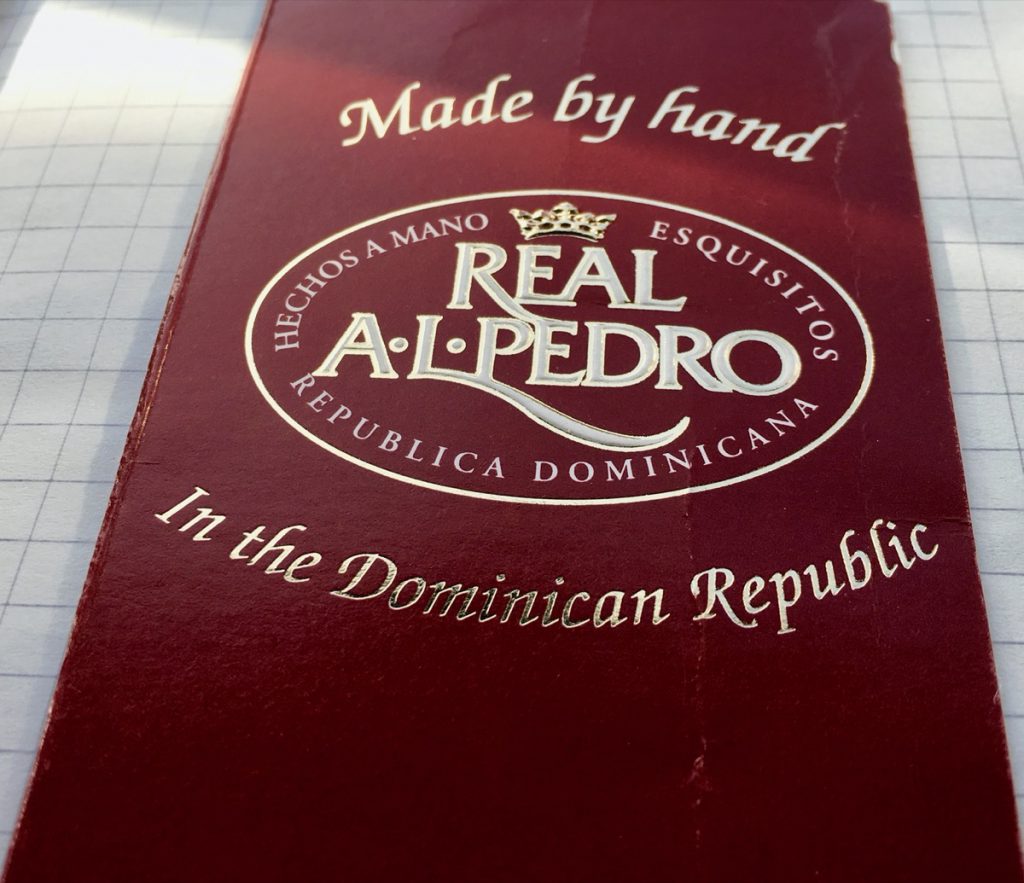 Made by hand
HECHOS A MANO ESQUISITOS
REAL
A·L·PEDRO
REPUBLICA DOMINICANA
In the Dominican Republic